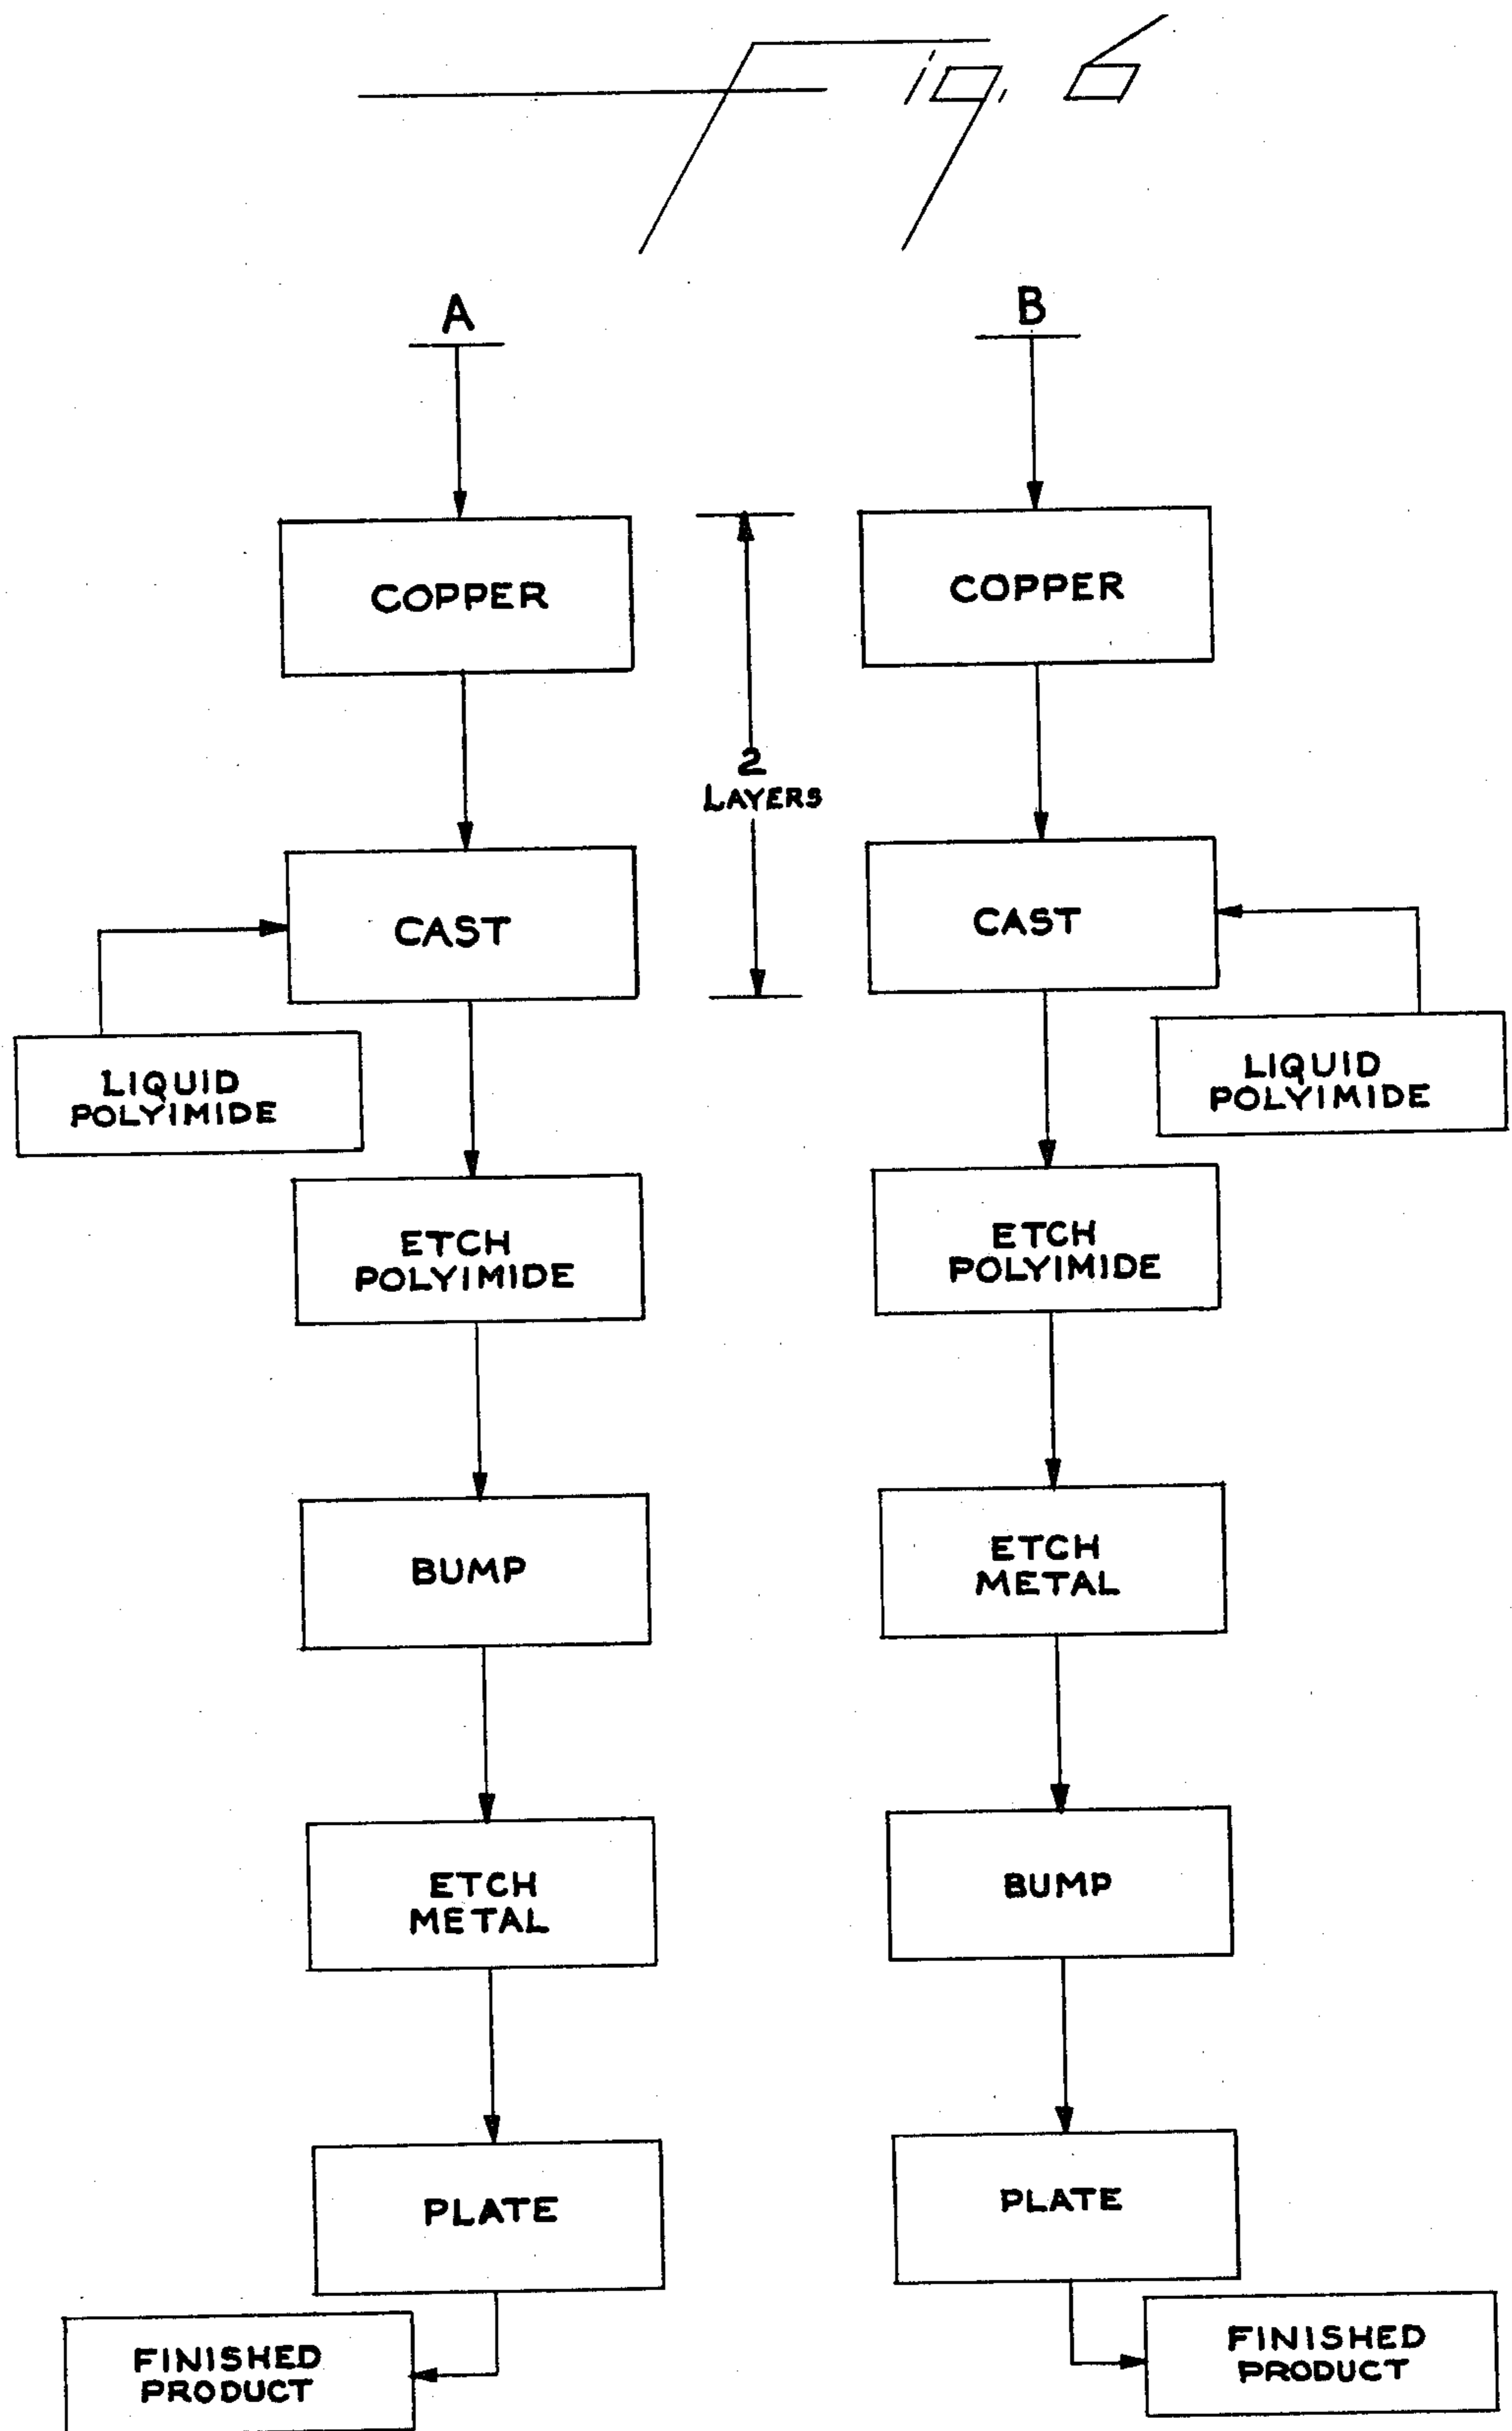 Fig. 6
A
COPPER
CAST
LIQUID
POLYIMIDE
ETCH
POLYIMIDE
BUMP
ETCH
METAL
PLATE
FINISHED
PRODUCT
2
LAYERS
B
COPPER
CAST
LIQUID
POLYIMIDE
ETCH
POLYIMIDE
ETCH
METAL
BUMP
PLATE
FINISHED
PRODUCT